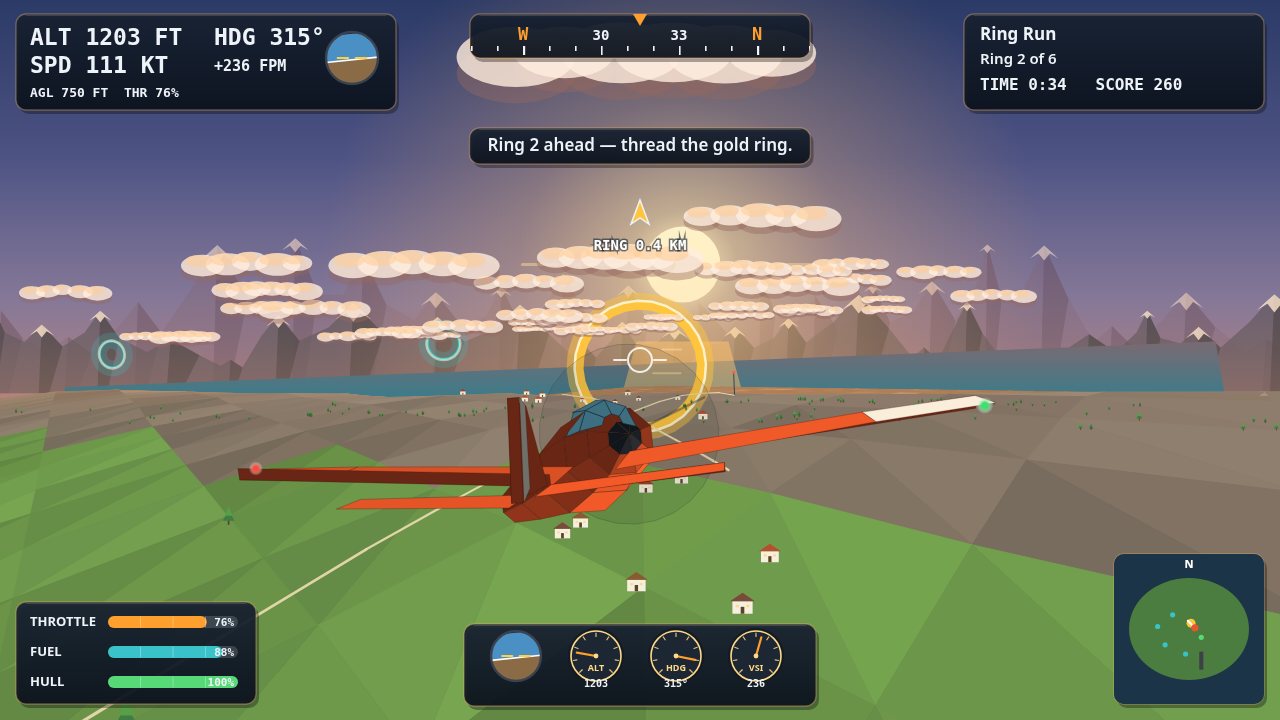 ALT 1203 FT HDG 315°
SPD 111 KT +236 FPM
AGL 750 FT THR 76%
W 30 33 N
Ring Run
Ring 2 of 6
TIME 0:34 SCORE 260
Ring 2 ahead — thread the gold ring.
RING 0.4 KM
THROTTLE 76%
FUEL 88%
HULL 100%
ALT HDG VSI
1203 315° 236
N